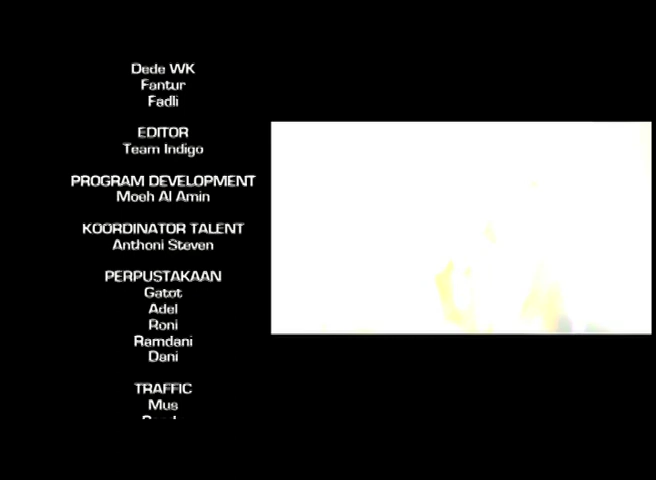 Dede WK
Fantur
Fadli
EDITOR
Team Indigo
PROGRAM DEVELOPMENT
Moeh Al Amin
KOORDINATOR TALENT
Anthoni Steven
PERPUSTAKAAN
Gatot
Adel
Roni
Ramdani
Dani
TRAFFIC
Mus